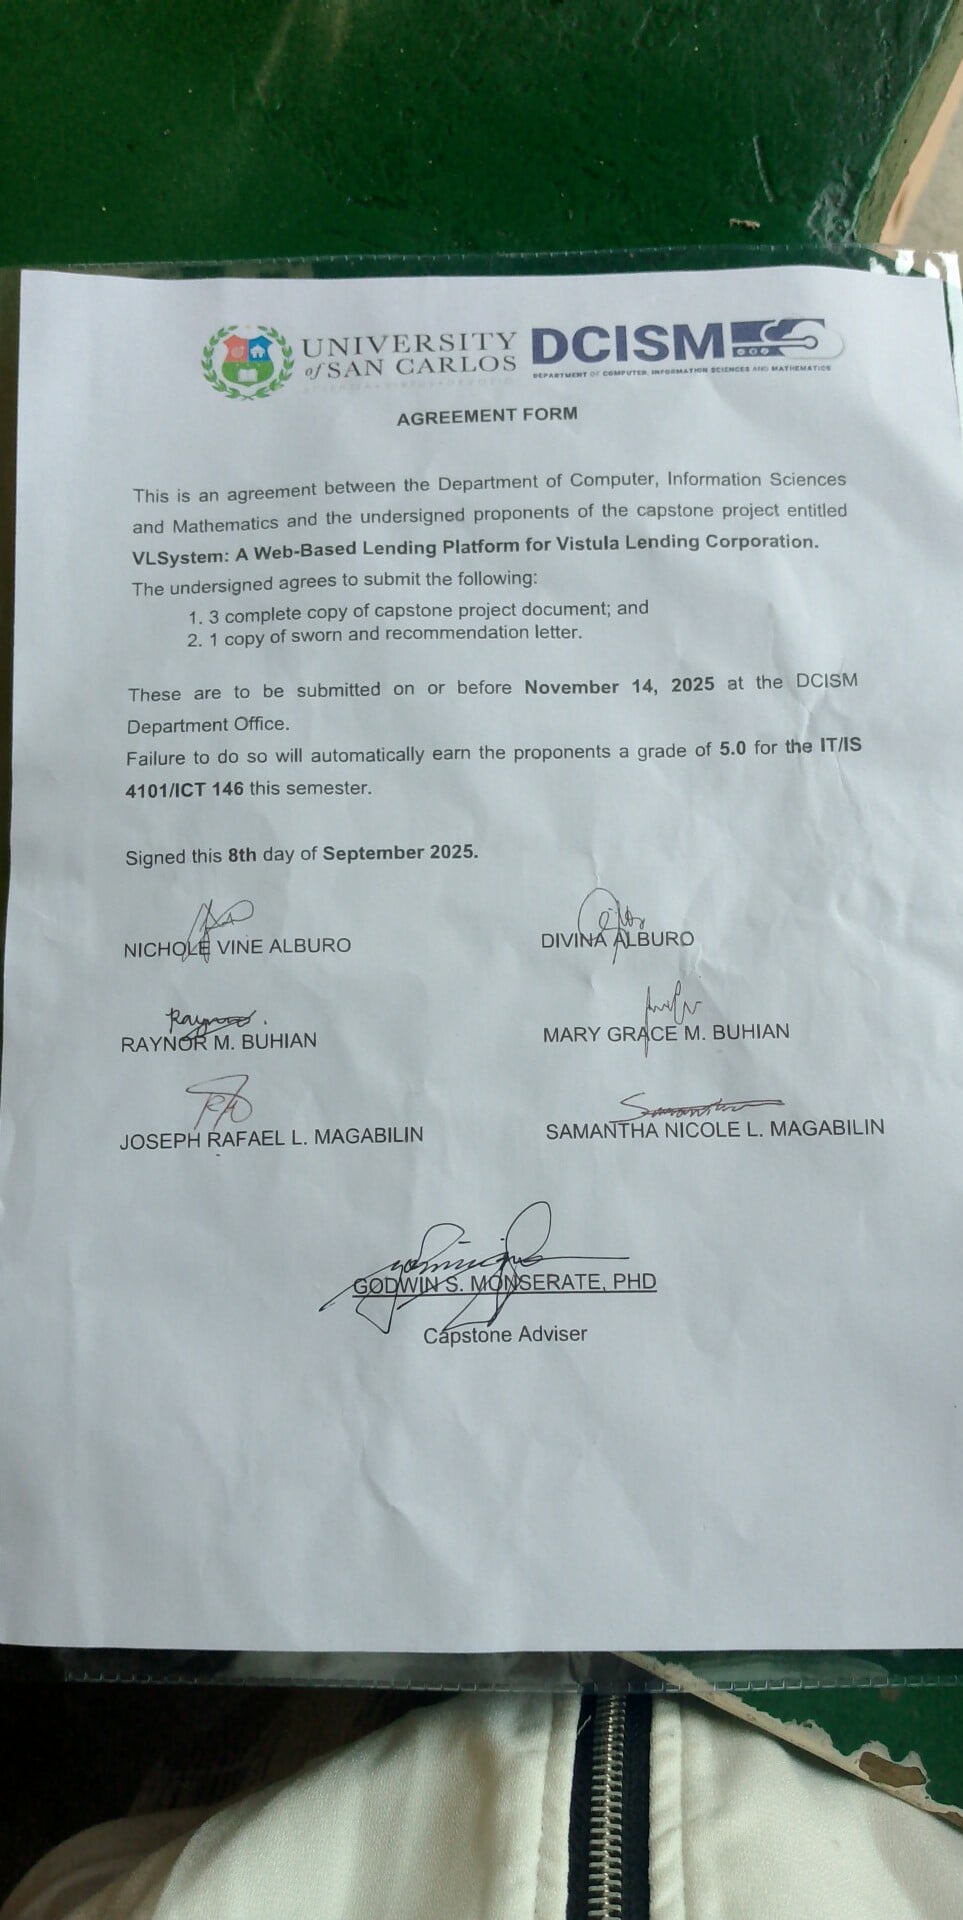 UNIVERSITY
of SAN CARLOS
DCISM
DEPARTMENT OF COMPUTER, INFORMATION SCIENCES AND MATHEMATICS
AGREEMENT FORM
This is an agreement between the Department of Computer, Information Sciences
and Mathematics and the undersigned proponents of the capstone project entitled
VLSystem: A Web-Based Lending Platform for Vistula Lending Corporation.
The undersigned agrees to submit the following:
1. 3 complete copy of capstone project document; and
2. 1 copy of sworn and recommendation letter.
These are to be submitted on or before November 14, 2025 at the DCISM
Department Office.
Failure to do so will automatically earn the proponents a grade of 5.0 for the IT/IS
4101/ICT 146 this semester.
Signed this 8th day of September 2025.
NICHOLE VINE ALBURO
DIVINA ALBURO
Raynor
RAYNOR M. BUHIAN
MARY GRACE M. BUHIAN
JOSEPH RAFAEL L. MAGABILIN
Samantha
SAMANTHA NICOLE L. MAGABILIN
GODWIN S. MONSERATE, PHD
Capstone Adviser